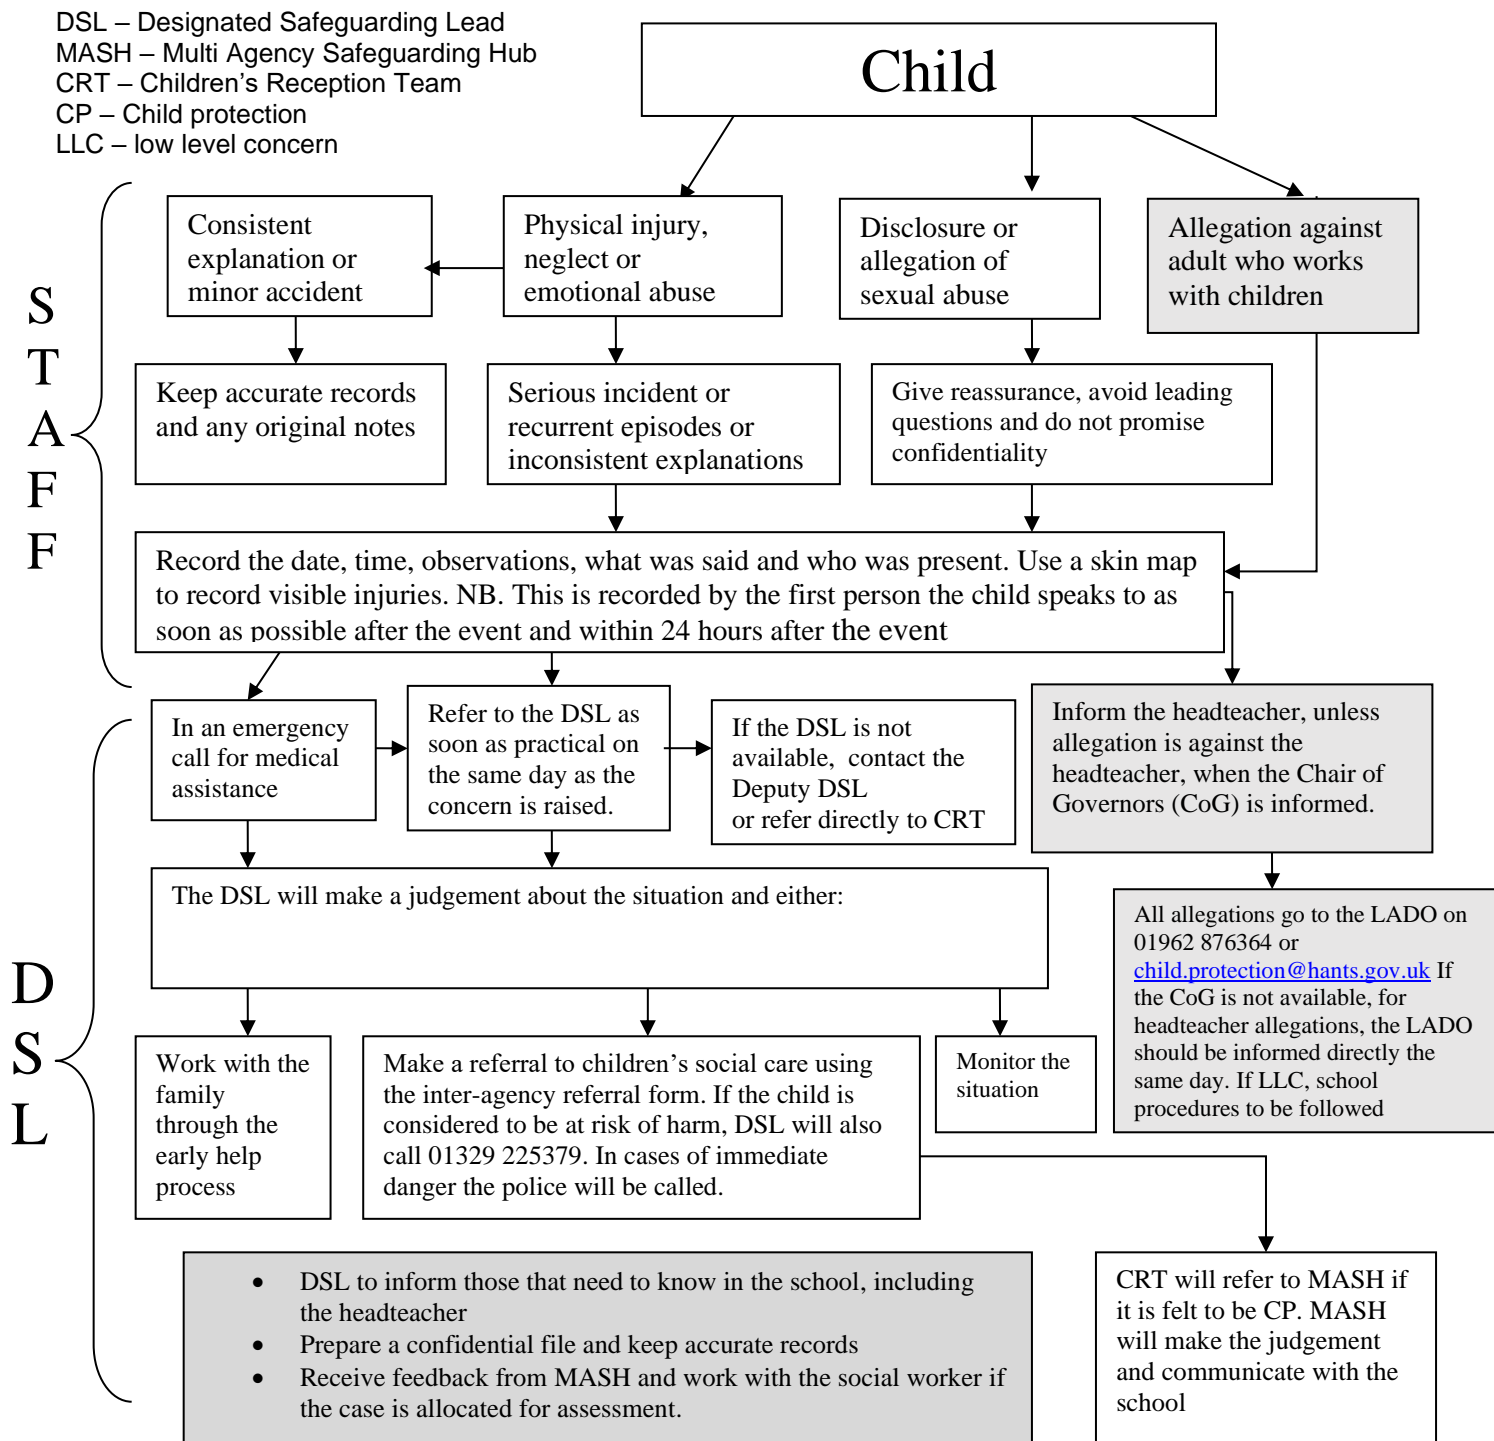 DSL – Designated Safeguarding Lead
MASH – Multi Agency Safeguarding Hub
CRT – Children's Reception Team
CP – Child protection
LLC – low level concern
Child
S
T
A
F
F
Consistent
explanation or
minor accident
Physical injury,
neglect or
emotional abuse
Disclosure or
allegation of
sexual abuse
Allegation against
adult who works
with children
Keep accurate records
and any original notes
Serious incident or
recurrent episodes or
inconsistent explanations
Give reassurance, avoid leading
questions and do not promise
confidentiality
Record the date, time, observations, what was said and who was present. Use a skin map
to record visible injuries. NB. This is recorded by the first person the child speaks to as
soon as possible after the event and within 24 hours after the event
D
S
L
In an emergency
call for medical
assistance
Refer to the DSL as
soon as practical on
the same day as the
concern is raised.
If the DSL is not
available, contact the
Deputy DSL
or refer directly to CRT
Inform the headteacher, unless
allegation is against the
headteacher, when the Chair of
Governors (CoG) is informed.
The DSL will make a judgement about the situation and either:
All allegations go to the LADO on
01962 876364 or
child.protection@hants.gov.uk If
the CoG is not available, for
headteacher allegations, the LADO
should be informed directly the
same day. If LLC, school
procedures to be followed
Work with the
family
through the
early help
process
Make a referral to children's social care using
the inter-agency referral form. If the child is
considered to be at risk of harm, DSL will also
call 01329 225379. In cases of immediate
danger the police will be called.
Monitor the
situation
• DSL to inform those that need to know in the school, including
the headteacher
• Prepare a confidential file and keep accurate records
• Receive feedback from MASH and work with the social worker if
the case is allocated for assessment.
CRT will refer to MASH if
it is felt to be CP. MASH
will make the judgement
and communicate with the
school